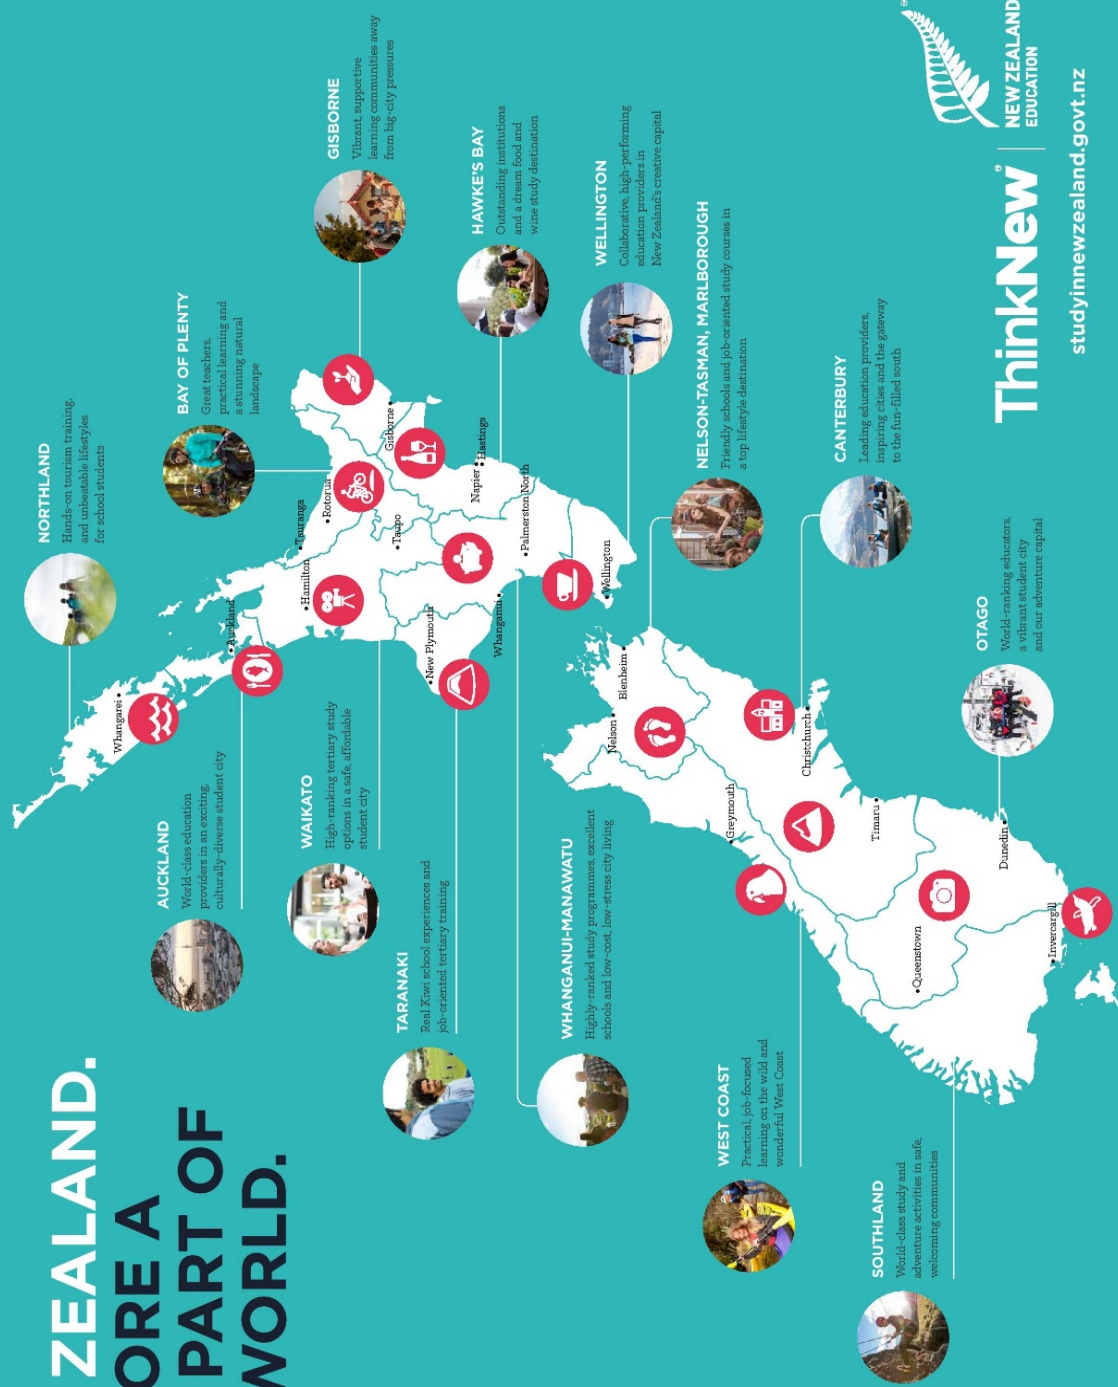 ZEALAND.
ORE A
PART OF
WORLD.
NORTHLAND
Hands-on tourism training,
and unbeatable lifestyles
for school students
AUCKLAND
World-class education
providers in an exciting,
culturally-diverse student city
BAY OF PLENTY
Great teachers,
practical learning and
a stunning natural
landscape
WAIKATO
High-ranking tertiary study
options in a safe, affordable
student city
GISBORNE
Vibrant, supportive
learning communities away
from big-city pressures
TARANAKI
Real Kiwi school experiences and
job-oriented tertiary training
HAWKE'S BAY
Outstanding institutions
and a dream food and
wine study destination
WHANGANUI-MANAWATU
Highly-ranked study programmes, excellent
schools and low-cost, low-stress city living
WELLINGTON
Collaborative, high-performing
education providers in
New Zealand's creative capital
NELSON-TASMAN, MARLBOROUGH
Friendly schools and job-oriented study courses in
a top lifestyle destination
WEST COAST
Practical, job-focused
learning on the wild and
wonderful West Coast
CANTERBURY
Leading education providers,
inspiring cities and the gateway
to the fun-filled south
SOUTHLAND
World-class study and
adventure activities in safe,
welcoming communities
OTAGO
World-ranking educators,
a vibrant student city
and our adventure capital
Whangarei
Auckland
Hamilton
Tauranga
Rotorua
Taupo
Gisborne
New Plymouth
Napier
Hastings
Whanganui
Palmerston North
Wellington
Nelson
Blenheim
Greymouth
Christchurch
Timaru
Queenstown
Dunedin
Invercargill
ThinkNew®
NEW ZEALAND
EDUCATION
studyinnewzealand.govt.nz